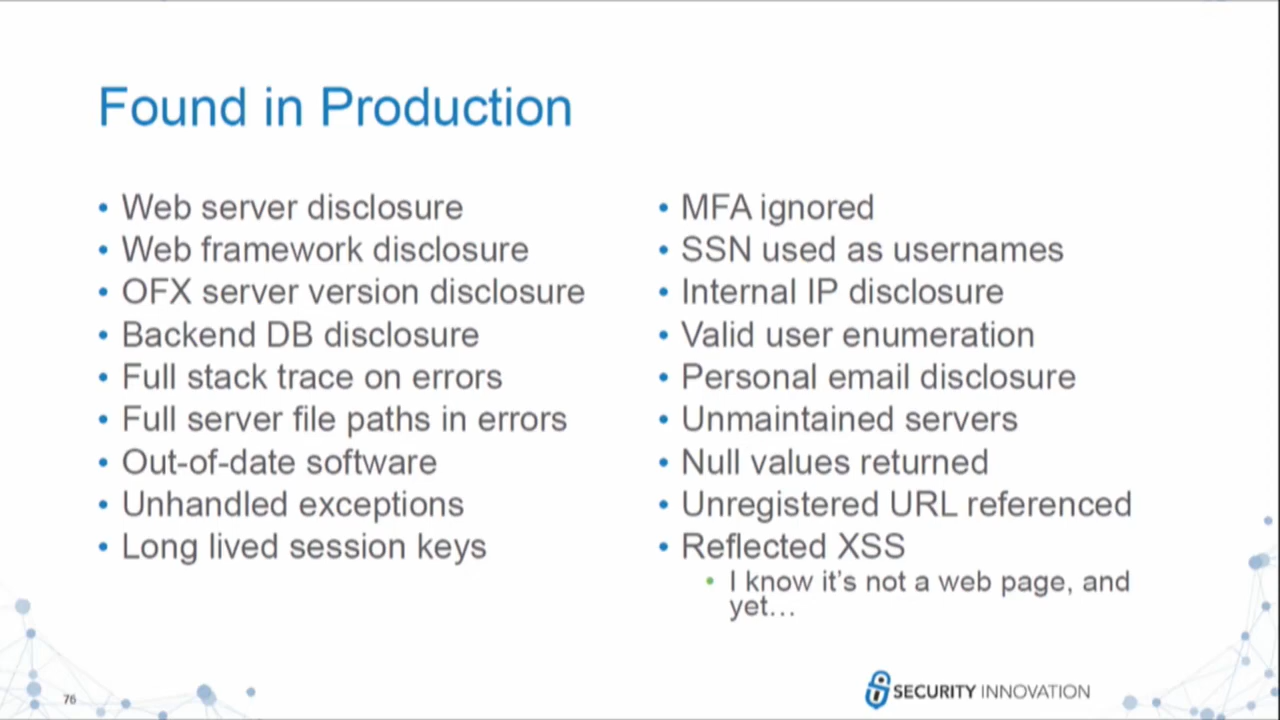 Found in Production
• Web server disclosure
• Web framework disclosure
• OFX server version disclosure
• Backend DB disclosure
• Full stack trace on errors
• Full server file paths in errors
• Out-of-date software
• Unhandled exceptions
• Long lived session keys
• MFA ignored
• SSN used as usernames
• Internal IP disclosure
• Valid user enumeration
• Personal email disclosure
• Unmaintained servers
• Null values returned
• Unregistered URL referenced
• Reflected XSS
• I know it’s not a web page, and
yet…
76
SECURITY INNOVATION